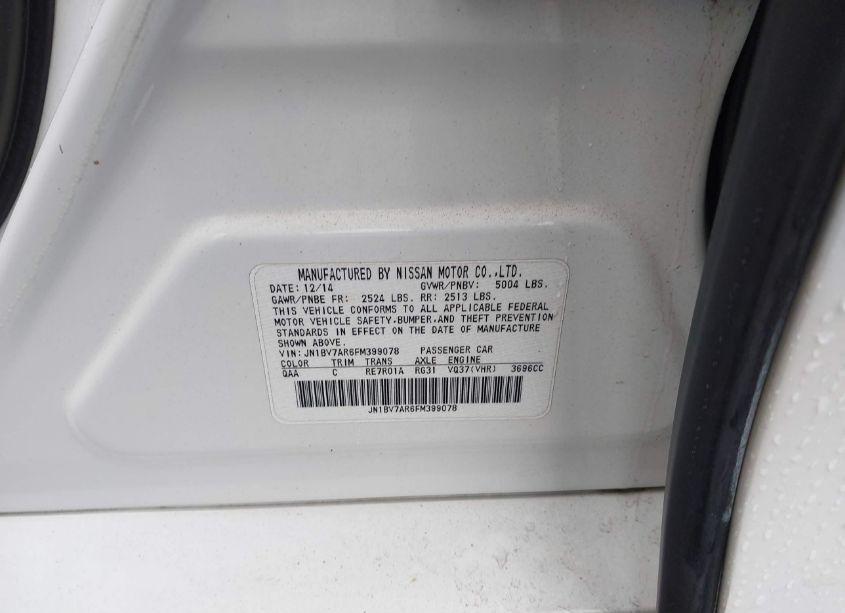 MANUFACTURED BY NISSAN MOTOR CO.,LTD.
DATE: 12/14 GVWR/PNBV: 5004 LBS.
GAWR/PNBE FR: 2524 LBS. RR: 2513 LBS.
THIS VEHICLE CONFORMS TO ALL APPLICABLE FEDERAL
MOTOR VEHICLE SAFETY,BUMPER,AND THEFT PREVENTION
STANDARDS IN EFFECT ON THE DATE OF MANUFACTURE
SHOWN ABOVE.
VIN: JN1BV7AR6FM399078 PASSENGER CAR
COLOR TRIM TRANS AXLE ENGINE
QAA C RE7R01A RG31 VQ37(VHR) 3696CC
JN1BV7AR6FM399078